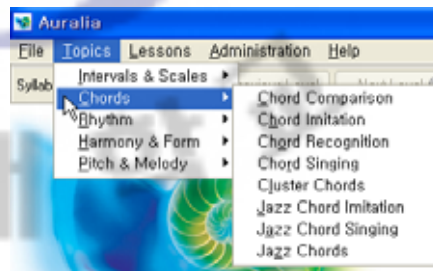 Auralia
File Topics Lessons Administration Help
Syllab
Intervals & Scales
Chords
Rhythm
Harmony & Form
Pitch & Melody
Chord Comparison
Chord Imitation
Chord Recognition
Chord Singing
Cluster Chords
Jazz Chord Imitation
Jazz Chord Singing
Jazz Chords